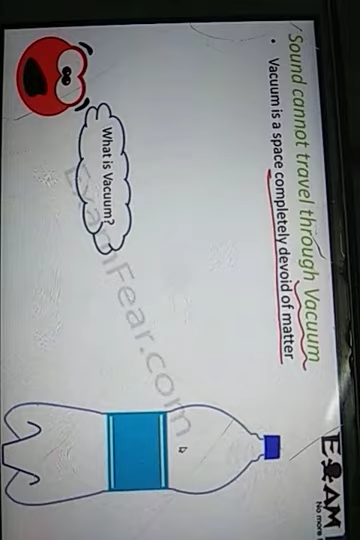 Sound cannot travel through Vacuum
• Vacuum is a space completely devoid of matter
What is Vacuum?
ExamFear.com
EXAM
No more